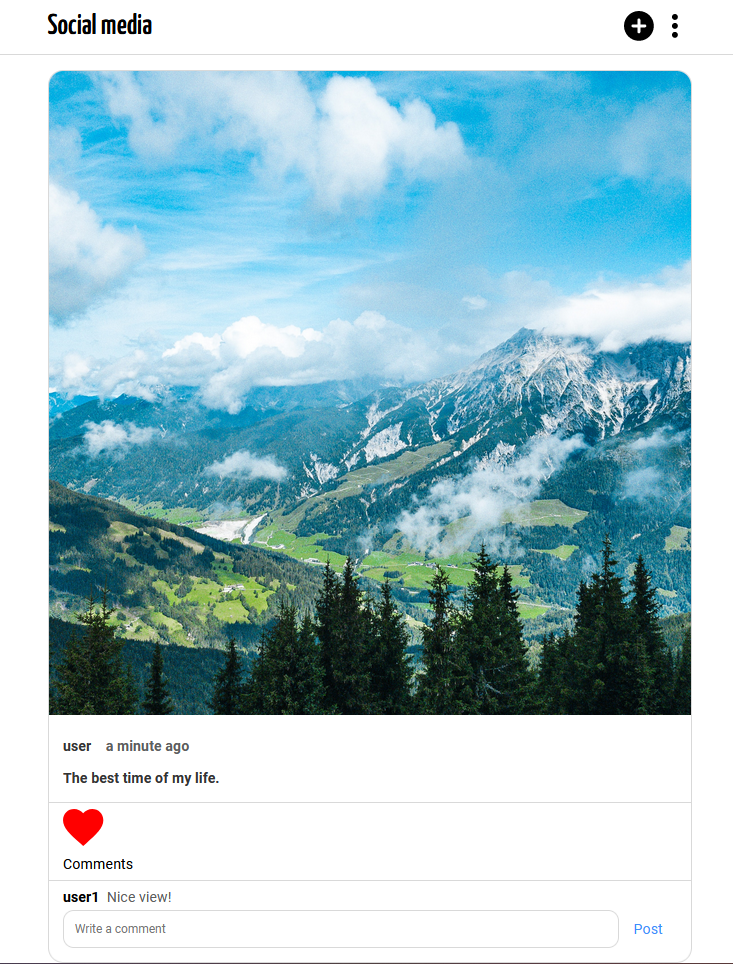 Social media
user a minute ago
The best time of my life.
Comments
user1 Nice view!
Write a comment Post